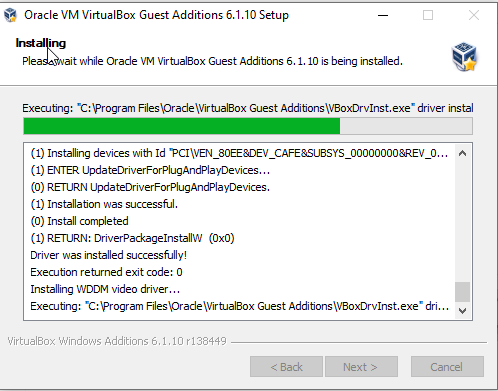 Oracle VM VirtualBox Guest Additions 6.1.10 Setup
Installing
Please wait while Oracle VM VirtualBox Guest Additions 6.1.10 is being installed.
Executing: "C:\Program Files\Oracle\VirtualBox Guest Additions\VBoxDrvInst.exe" driver instal
(1) Installing devices with Id "PCI\VEN_80EE&DEV_CAFE&SUBSYS_00000000&REV_0...
(1) ENTER UpdateDriverForPlugAndPlayDevices...
(0) RETURN UpdateDriverForPlugAndPlayDevices.
(1) Installation was successful.
(0) Install completed
(1) RETURN: DriverPackageInstallW (0x0)
Driver was installed successfully!
Execution returned exit code: 0
Installing WDDM video driver...
Executing: "C:\Program Files\Oracle\VirtualBox Guest Additions\VBoxDrvInst.exe" dri...
VirtualBox Windows Additions 6.1.10 r138449
< Back Next > Cancel